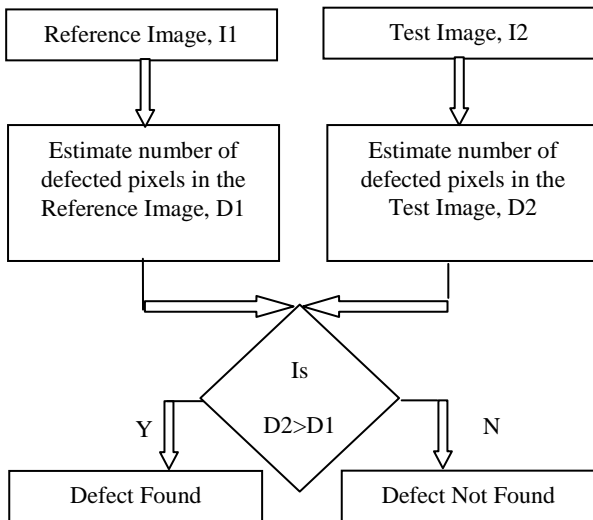 Reference Image, I1
Test Image, I2
Estimate number of
defected pixels in the
Reference Image, D1
Estimate number of
defected pixels in the
Test Image, D2
Is
D2>D1
Y
N
Defect Found
Defect Not Found